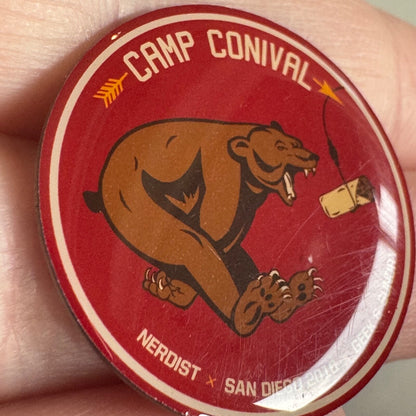 CAMP CONIVAL
NERDIST × SAN DIEGO 2016